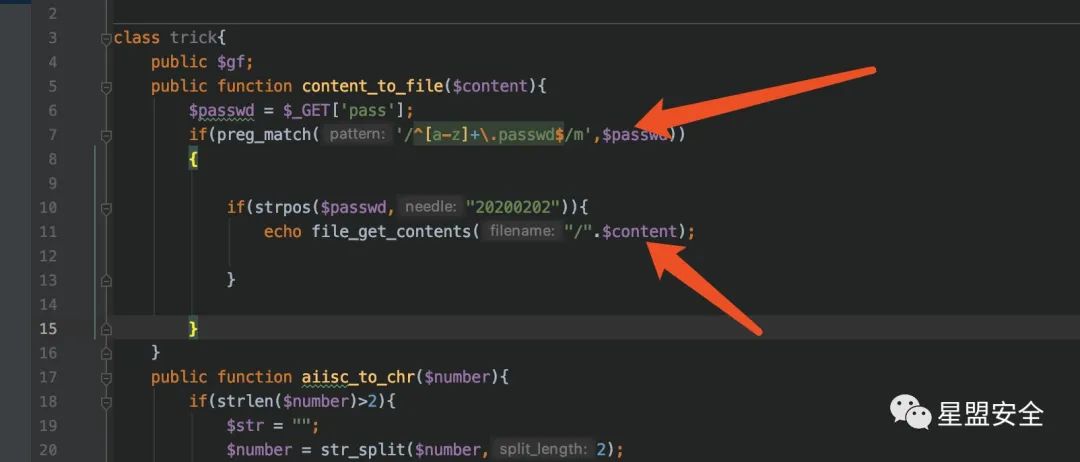 2
3 class trick{
4 public $gf;
5 public function content_to_file($content){
6 $passwd = $_GET['pass'];
7 if(preg_match( pattern: '/^[a-z]+\.passwd$/m',$passwd))
8 {
9
10 if(strpos($passwd, needle: "20200202")){
11 echo file_get_contents( filename: "/".$content);
12
13 }
14
15 }
16 }
17 public function aiisc_to_chr($number){
18 if(strlen($number)>2){
19 $str = "";
20 $number = str_split($number, split_length: 2);
星盟安全